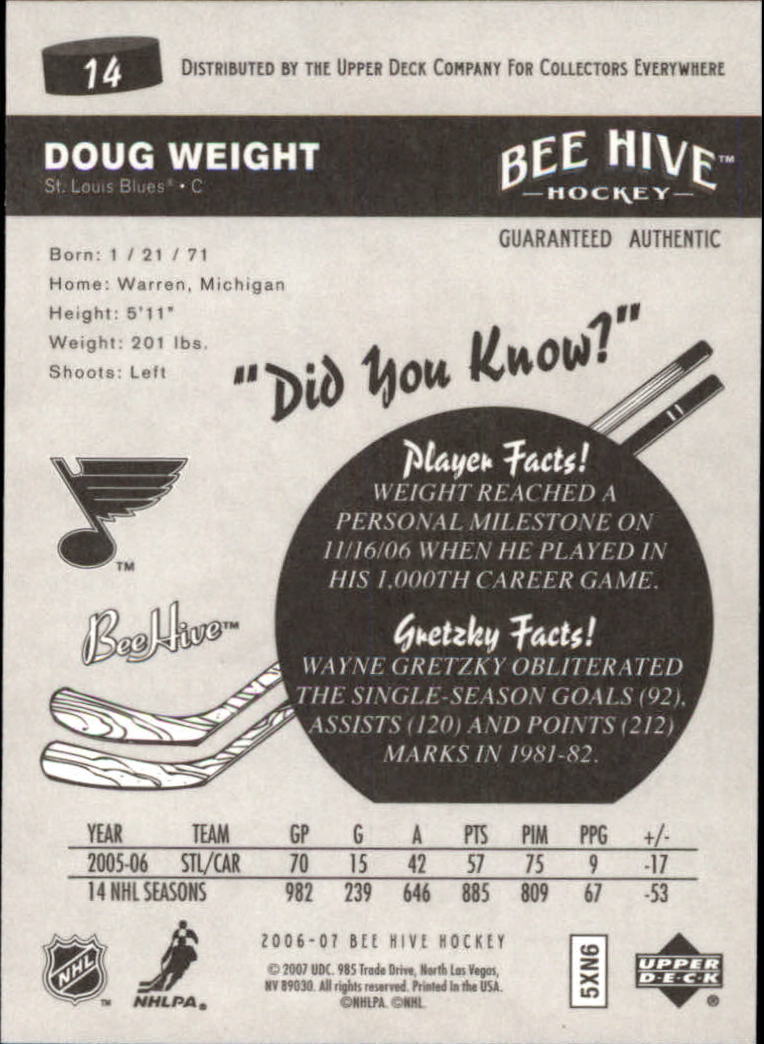 14
DISTRIBUTED BY THE UPPER DECK COMPANY FOR COLLECTORS EVERYWHERE
DOUG WEIGHT
St. Louis Blues® • C
BEE HIVE™
HOCKEY
GUARANTEED AUTHENTIC
Born: 1 / 21 / 71
Home: Warren, Michigan
Height: 5'11"
Weight: 201 lbs.
Shoots: Left
"Did You Know?"
Player Facts!
WEIGHT REACHED A
PERSONAL MILESTONE ON
11/16/06 WHEN HE PLAYED IN
HIS 1,000TH CAREER GAME.
TM
BeeHive™
Gretzky Facts!
WAYNE GRETZKY OBLITERATED
THE SINGLE-SEASON GOALS (92),
ASSISTS (120) AND POINTS (212)
MARKS IN 1981-82.
YEAR TEAM GP G A PTS PIM PPG +/-
2005-06 STL/CAR 70 15 42 57 75 9 -17
14 NHL SEASONS 982 239 646 885 809 67 -53
NHL™
NHLPA®
2006-07 BEE HIVE HOCKEY
© 2007 UDC. 985 Trade Drive, North Las Vegas,
NV 89030. All rights reserved. Printed in the USA.
©NHLPA. ©NHL.
5XN6
UPPER
D·E·C·K
®